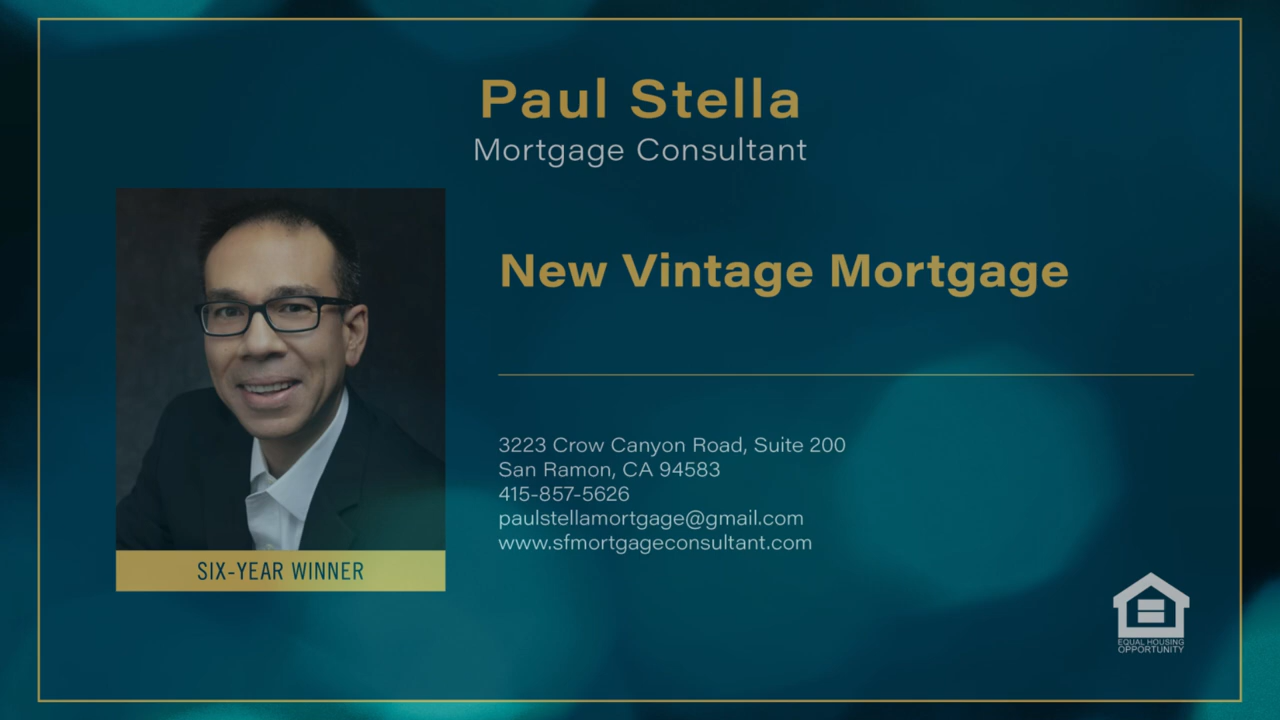 Paul Stella
Mortgage Consultant
New Vintage Mortgage
3223 Crow Canyon Road, Suite 200
San Ramon, CA 94583
415-857-5626
paulstellamortgage@gmail.com
www.sfmortgageconsultant.com
SIX-YEAR WINNER
EQUAL HOUSING
OPPORTUNITY